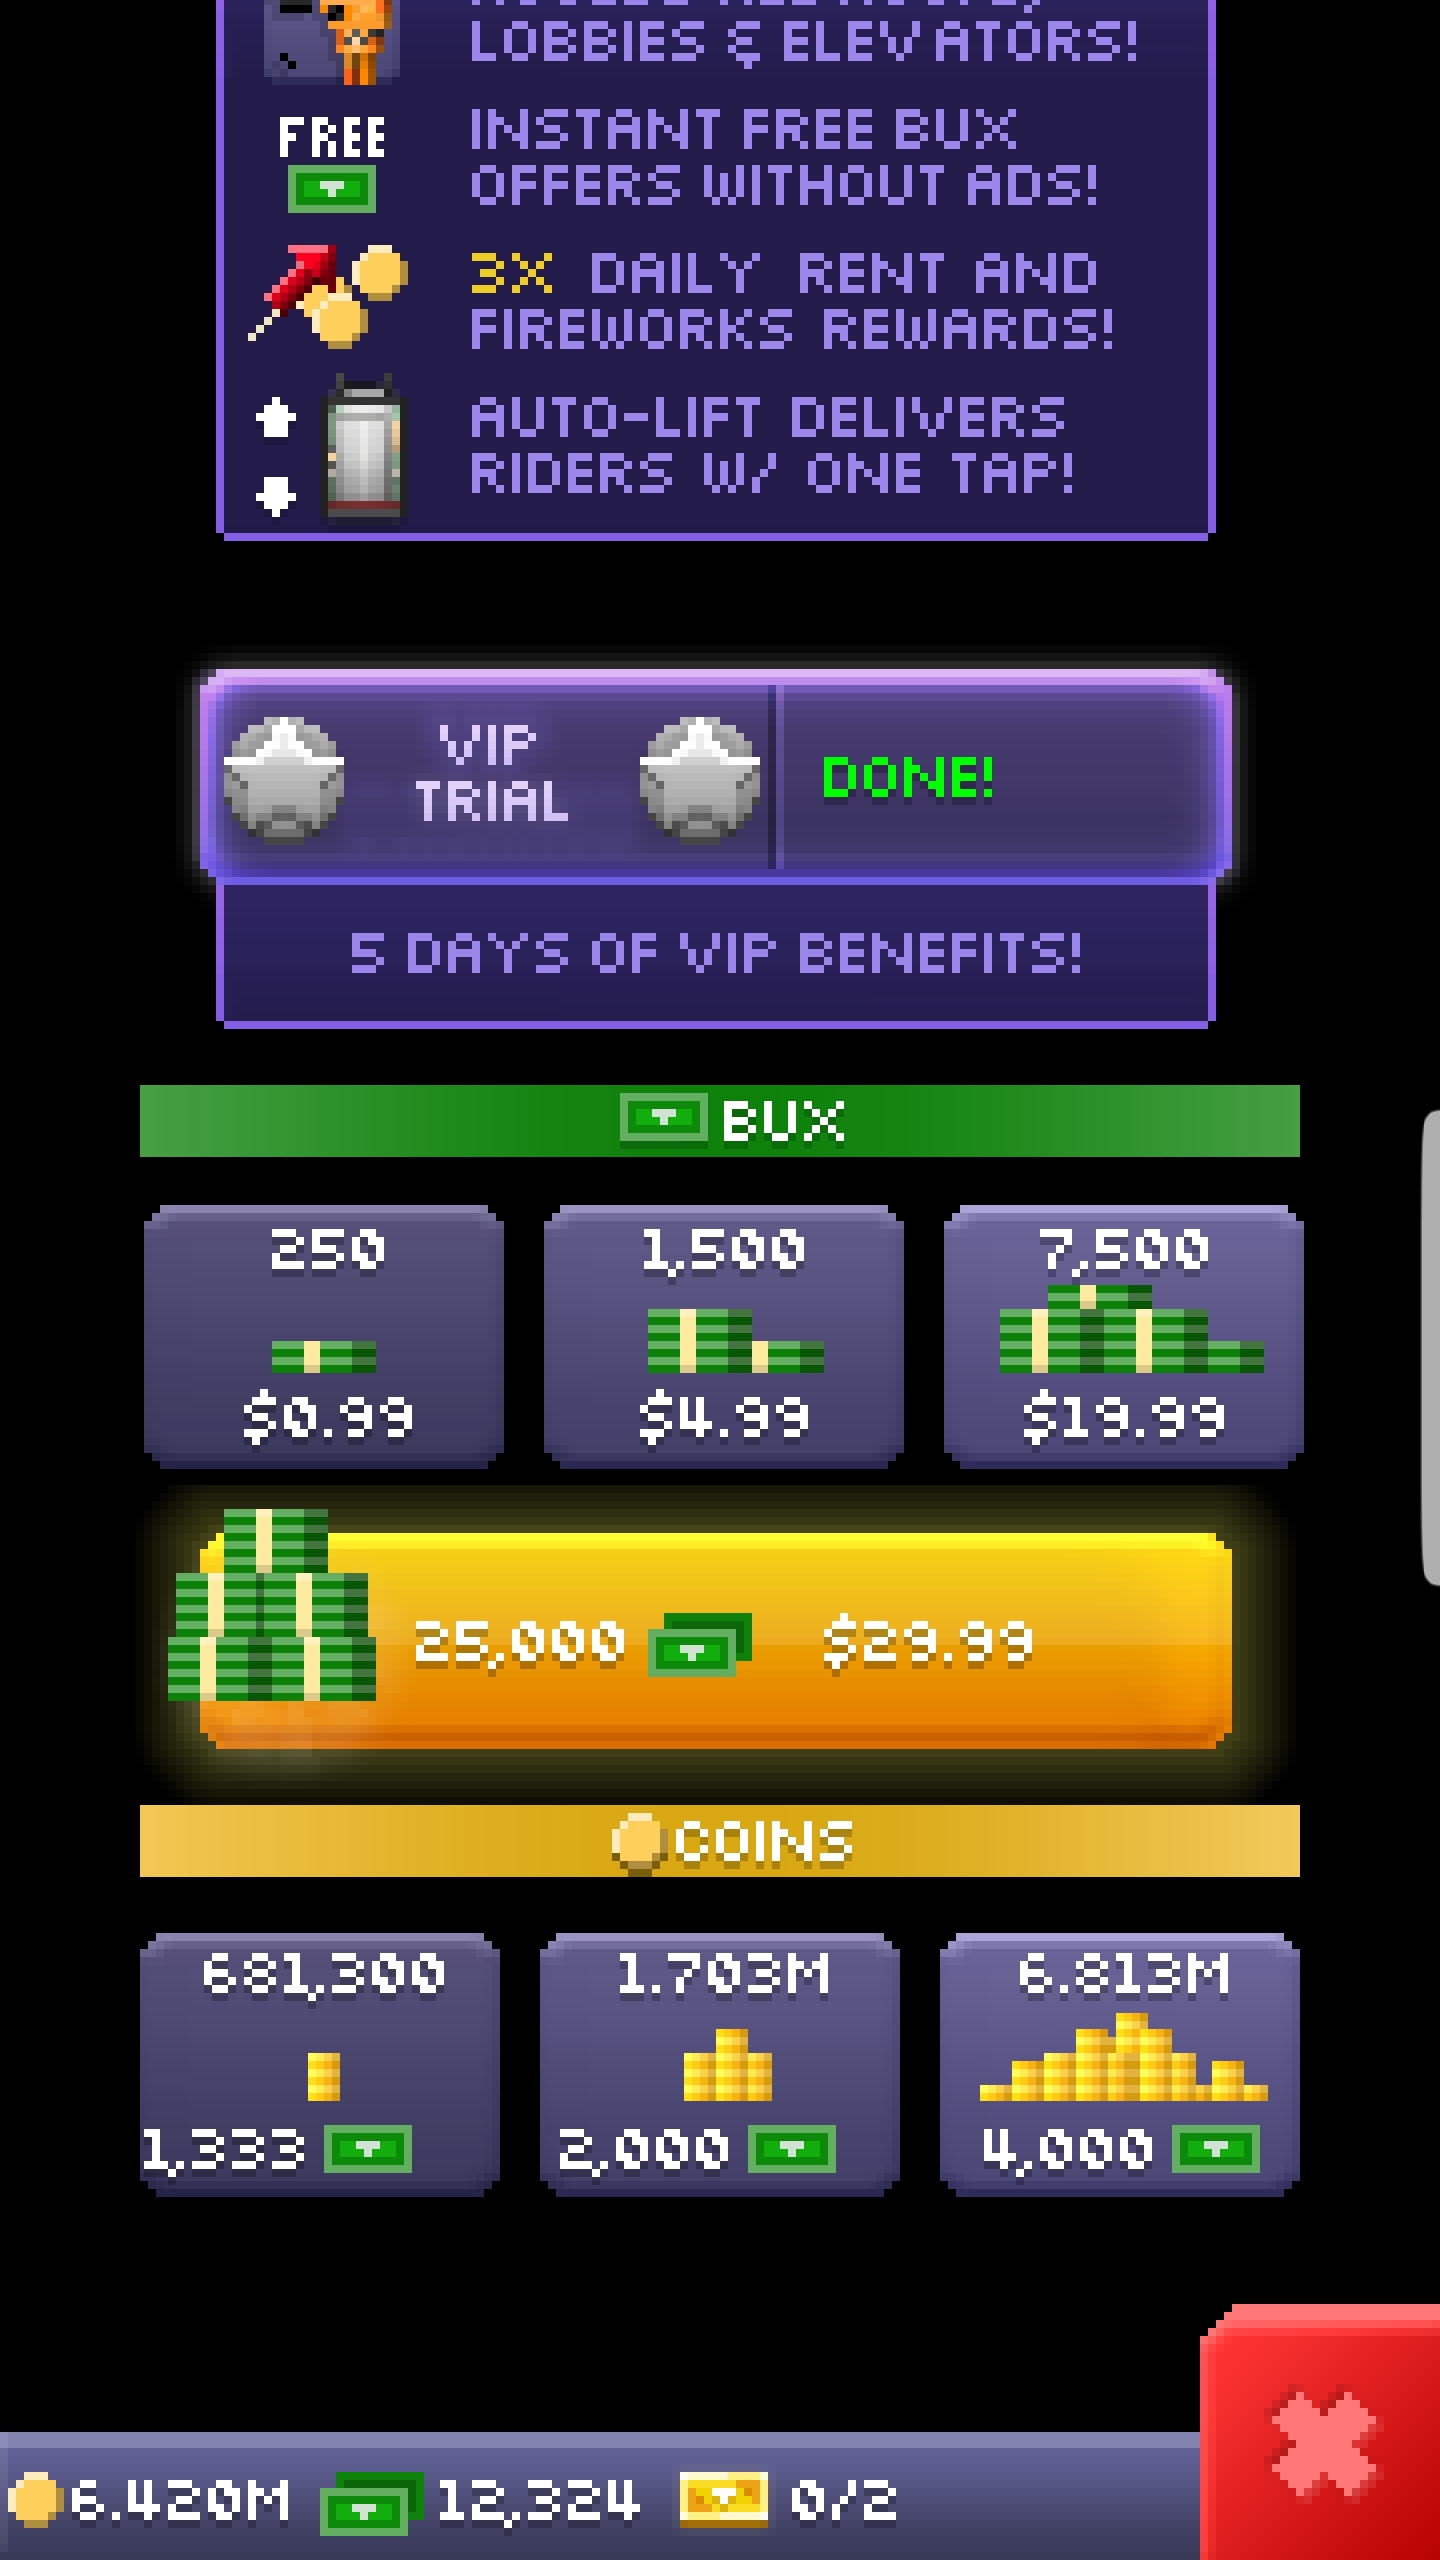 LOBBIES & ELEVATORS!
FREE
INSTANT FREE BUX
OFFERS WITHOUT ADS!
3X DAILY RENT AND
FIREWORKS REWARDS!
AUTO-LIFT DELIVERS
RIDERS W/ ONE TAP!
VIP
TRIAL
DONE!
5 DAYS OF VIP BENEFITS!
BUX
250
$0.99
1,500
$4.99
7,500
$19.99
25,000 $29.99
COINS
681,300
1,333
1.703M
2,000
6.813M
4,000
6.420M 12,324 0/2